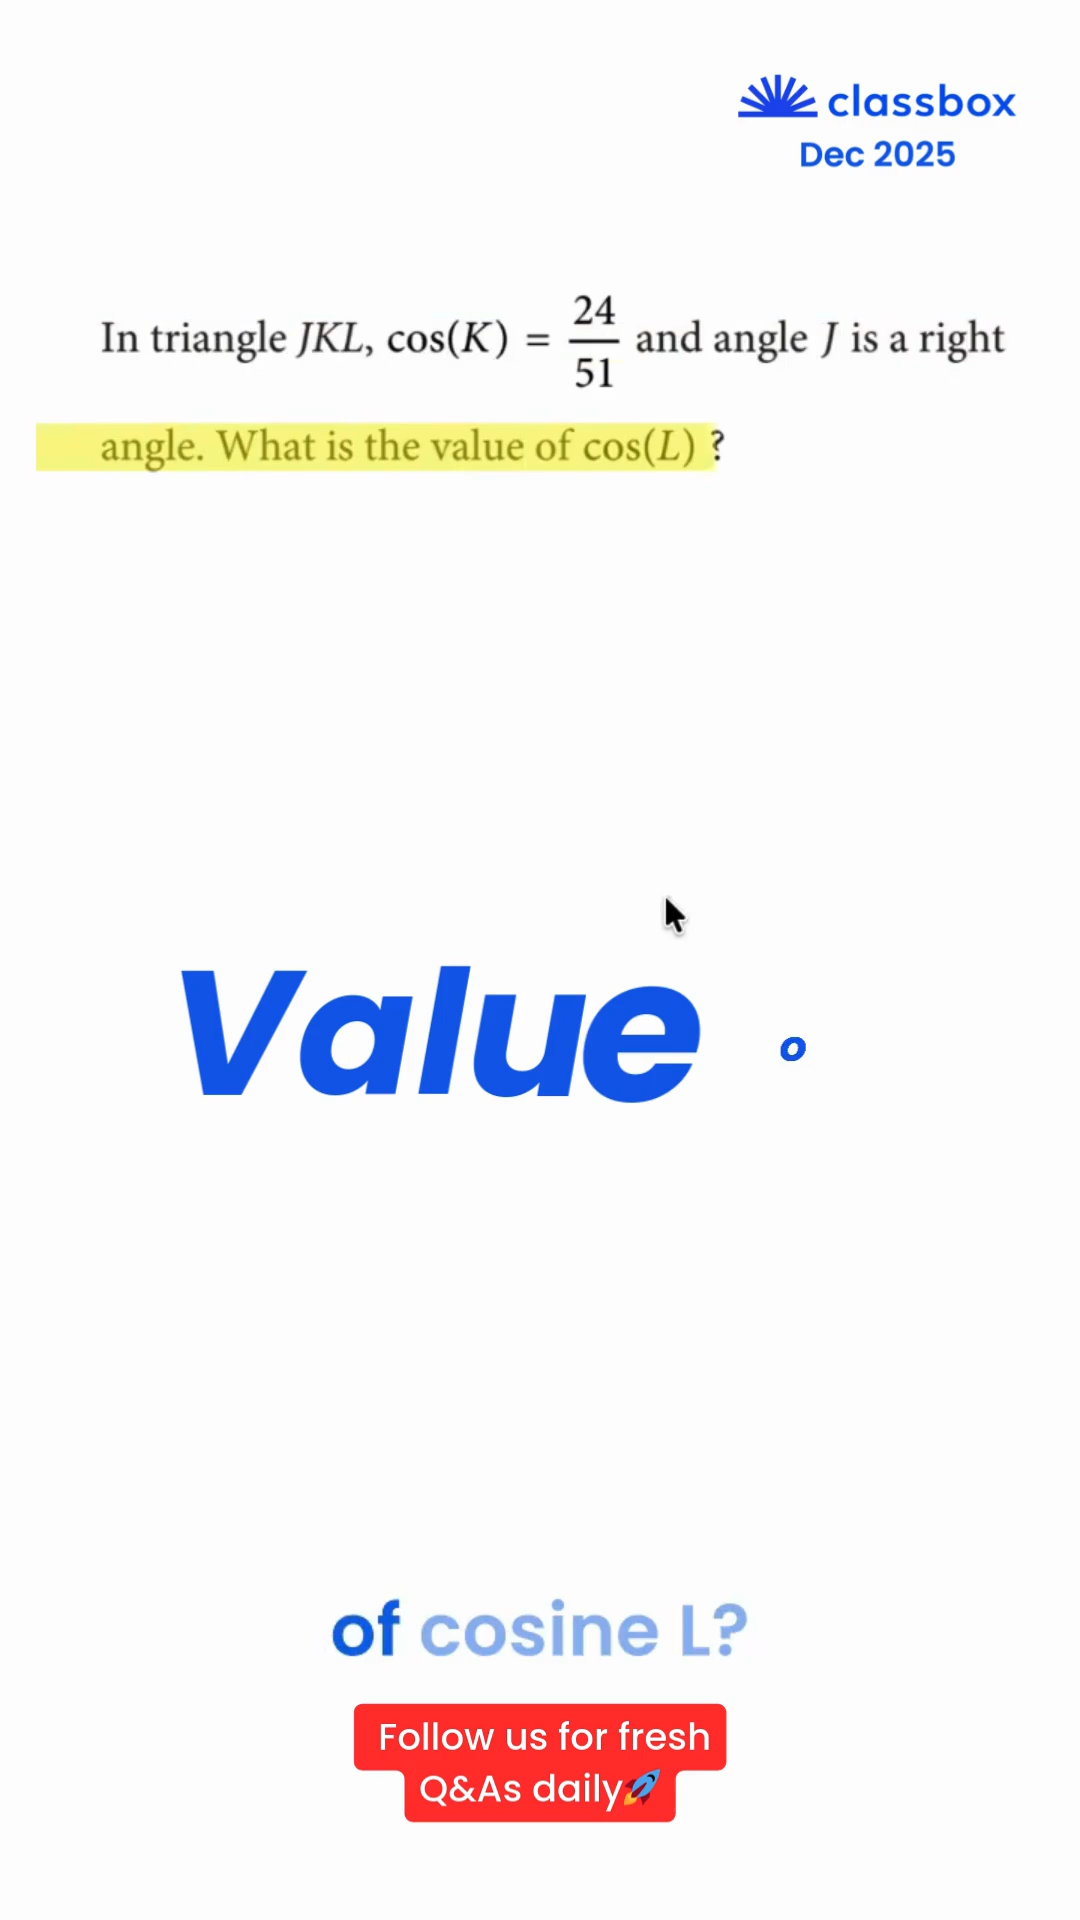 classbox
Dec 2025
In triangle JKL, cos(K) = 24/51 and angle J is a right
angle. What is the value of cos(L) ?
Value o
of cosine L?
Follow us for fresh
Q&As daily🚀